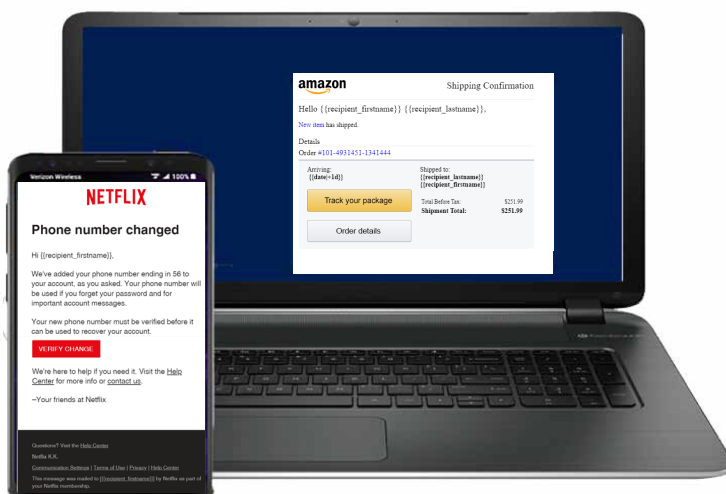 amazon
Shipping Confirmation
Hello {{recipient_firstname}} {{recipient_lastname}},
New item has shipped.
Details
Order #101-4931451-1341444
Arriving:
{{date|+1d}}
Shipped to:
{{recipient_lastname}}
{{recipient_firstname}}
Track your package
Order details
Total Before Tax: $251.99
Shipment Total: $251.99
Verizon Wireless 100%
NETFLIX
Phone number changed
Hi {{recipient_firstname}},
We've added your phone number ending in 56 to
your account, as you asked. Your phone number will
be used if you forget your password and for
important account messages.
Your new phone number must be verified before it
can be used to recover your account.
VERIFY CHANGE
We're here to help if you need it. Visit the Help
Center for more info or contact us.
–Your friends at Netflix
Questions? Visit the Help Center
Netflix K.K.
Communication Settings | Terms of Use | Privacy | Help Center
This message was mailed to [{{recipient_firstname}}] by Netflix as part of
your Netflix membership.